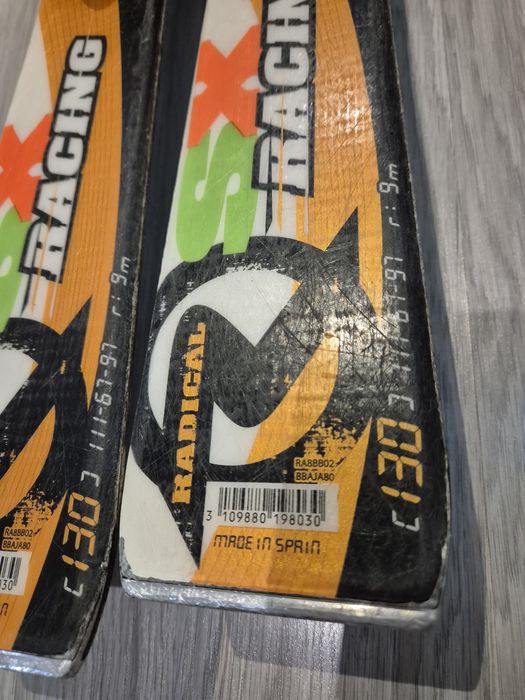 RACING
r: 9m
111-67-97
[130]
RA8BB02
BBAJA80
SX
RACING
r: 9m
111-67-97
[130]
RADICAL
RA8BB02
BBAJA80
3 109880 198030
MADE IN SPAIN